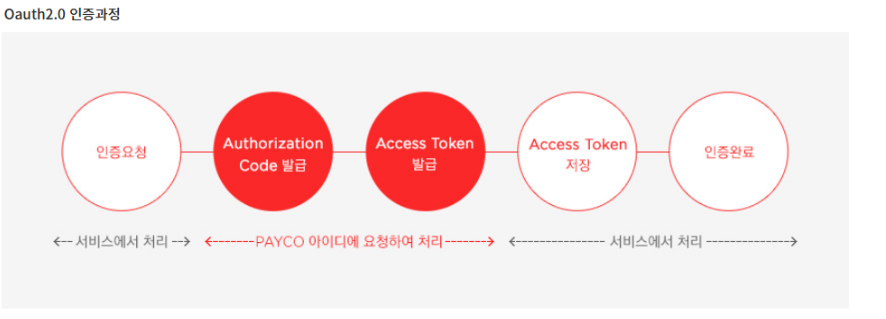 Oauth2.0 인증과정
인증요청
Authorization
Code 발급
Access Token
발급
Access Token
저장
인증완료
<-- 서비스에서 처리 -->
<-------PAYCO 아이디에 요청하여 처리------->
<--------------- 서비스에서 처리 -------------->